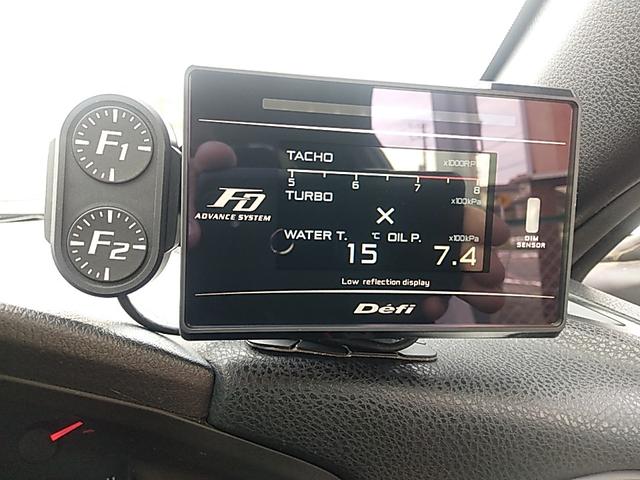 F1
F2
TACHO
x1000RPM
5 6 7 8
TURBO
x100kPa
×
FD
ADVANCE SYSTEM
WATER T. ℃ OIL P. x100kPa
15 7.4
DIM
SENSOR
Low reflection display
Défi